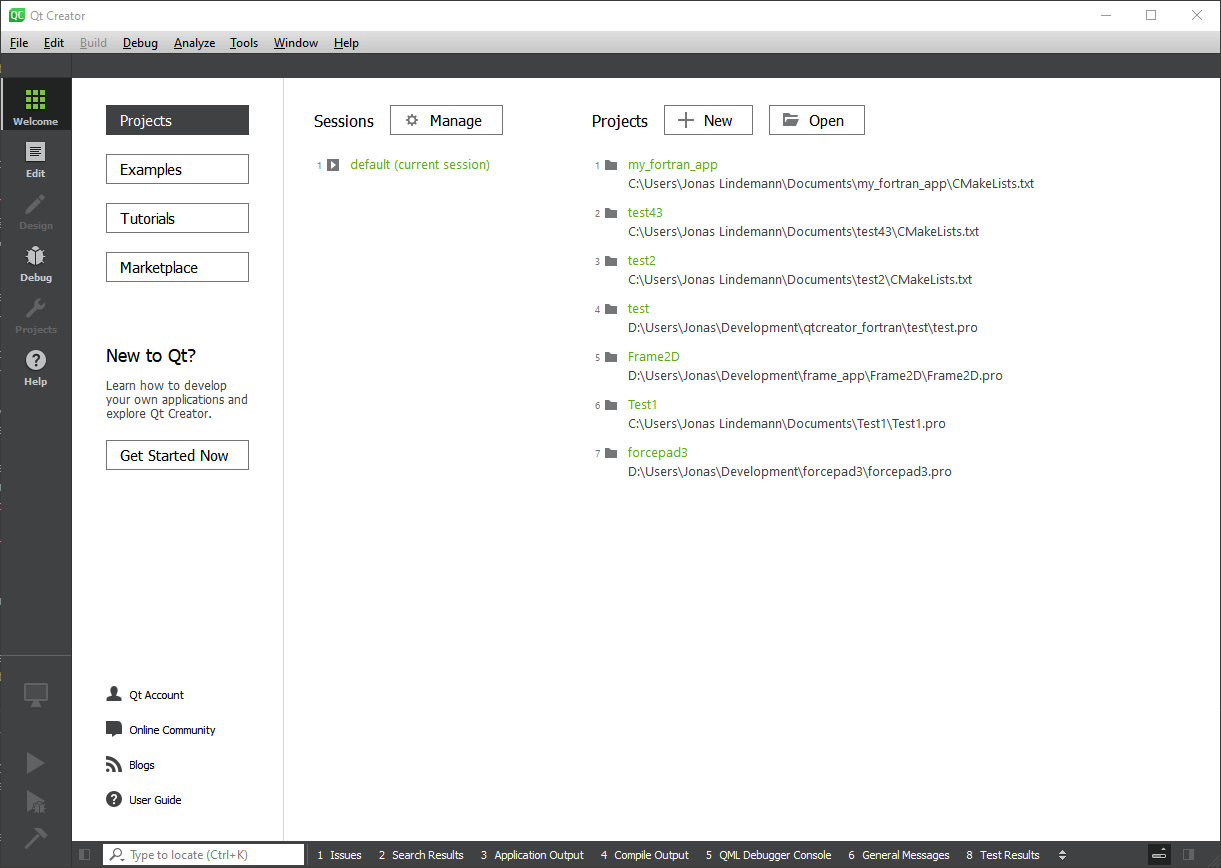 Qt Creator
File Edit Build Debug Analyze Tools Window Help
Welcome
Edit
Design
Debug
Projects
Help
Projects
Examples
Tutorials
Marketplace
New to Qt?
Learn how to develop
your own applications and
explore Qt Creator.
Get Started Now
Qt Account
Online Community
Blogs
User Guide
Sessions Manage
1 default (current session)
Projects New Open
1 my_fortran_app
C:\Users\Jonas Lindemann\Documents\my_fortran_app\CMakeLists.txt
2 test43
C:\Users\Jonas Lindemann\Documents\test43\CMakeLists.txt
3 test2
C:\Users\Jonas Lindemann\Documents\test2\CMakeLists.txt
4 test
D:\Users\Jonas\Development\qtcreator_fortran\test\test.pro
5 Frame2D
D:\Users\Jonas\Development\frame_app\Frame2D\Frame2D.pro
6 Test1
C:\Users\Jonas Lindemann\Documents\Test1\Test1.pro
7 forcepad3
D:\Users\Jonas\Development\forcepad3\forcepad3.pro
Type to locate (Ctrl+K) 1 Issues 2 Search Results 3 Application Output 4 Compile Output 5 QML Debugger Console 6 General Messages 8 Test Results